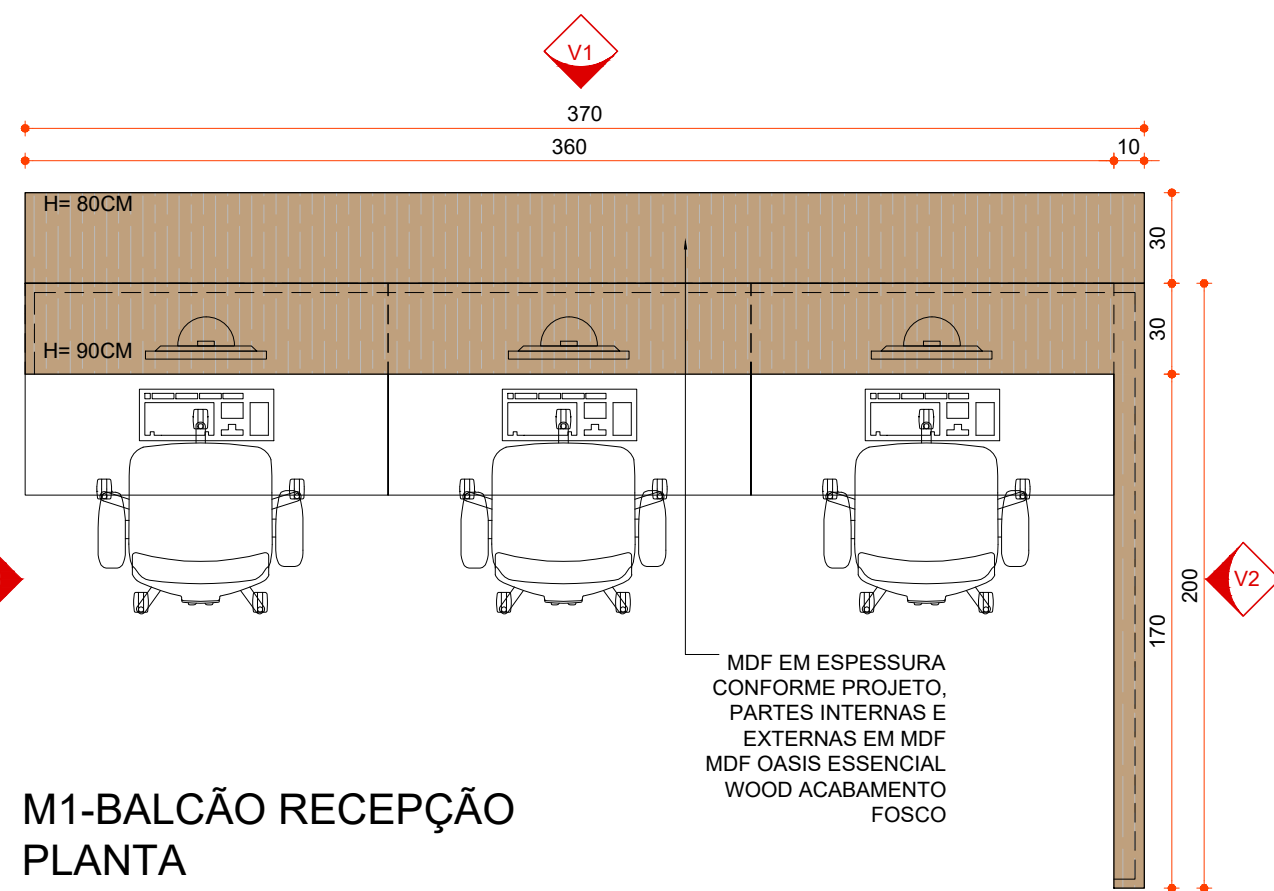 V1
370
360
10
H= 80CM
30
H= 90CM
30
V2
200
170
MDF EM ESPESSURA
CONFORME PROJETO,
PARTES INTERNAS E
EXTERNAS EM MDF
MDF OASIS ESSENCIAL
WOOD ACABAMENTO
FOSCO
M1-BALCÃO RECEPÇÃO
PLANTA